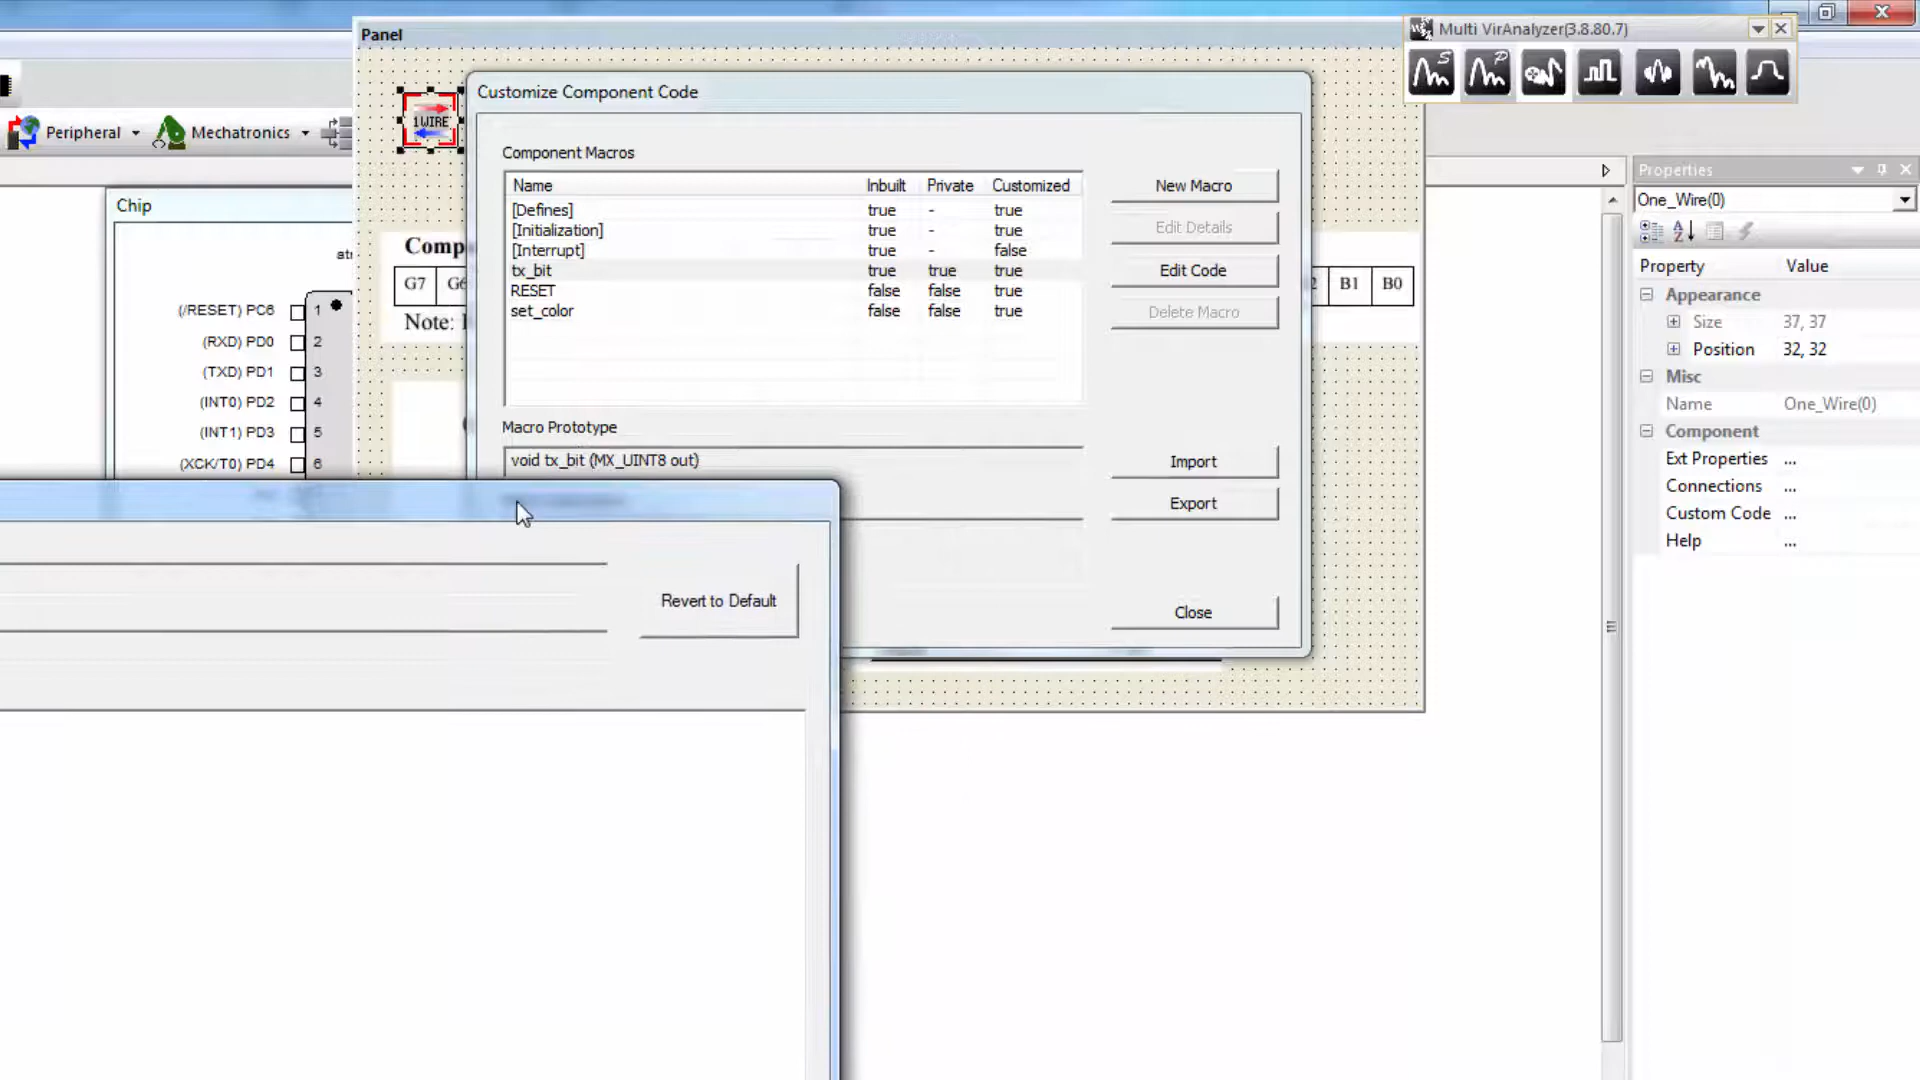 Panel
Multi VirAnalyzer(3.8.80.7)
S
P
1WIRE
Customize Component Code
Peripheral
Mechatronics
Component Macros
Name Inbuilt Private Customized
[Defines] true - true
[Initialization] true - true
[Interrupt] true - false
tx_bit true true true
RESET false false true
set_color false false true
New Macro
Edit Details
Edit Code
Delete Macro
Macro Prototype
void tx_bit (MX_UINT8 out)
Import
Export
Close
Revert to Default
Chip
(/RESET) PC6 1
(RXD) PD0 2
(TXD) PD1 3
(INT0) PD2 4
(INT1) PD3 5
(XCK/T0) PD4 6
Comp
G7
B1 B0
Note:
Properties
One_Wire(0)
Property Value
Appearance
Size 37, 37
Position 32, 32
Misc
Name One_Wire(0)
Component
Ext Properties ...
Connections ...
Custom Code ...
Help ...